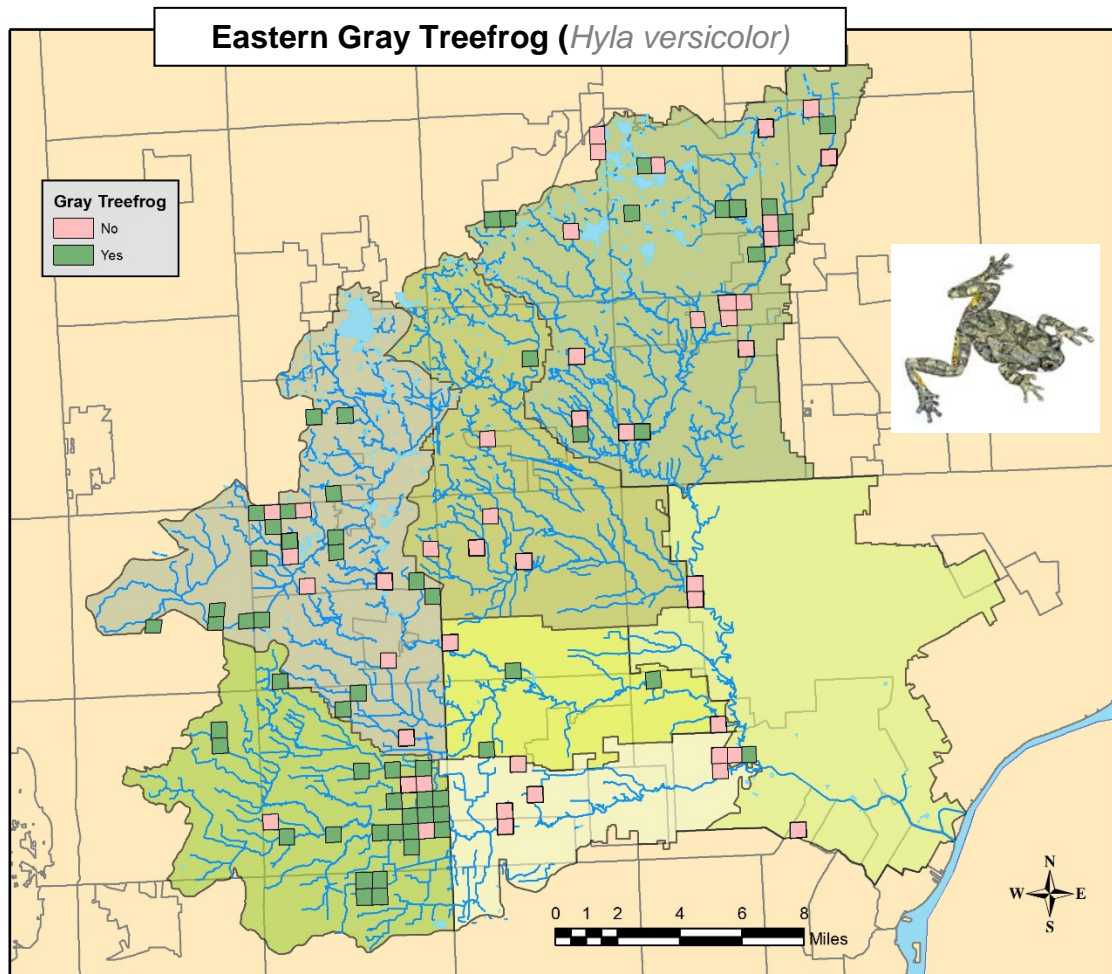 Eastern Gray Treefrog (Hyla versicolor)
Gray Treefrog
No
Yes
N
W E
S
0 1 2 4 6 8
Miles